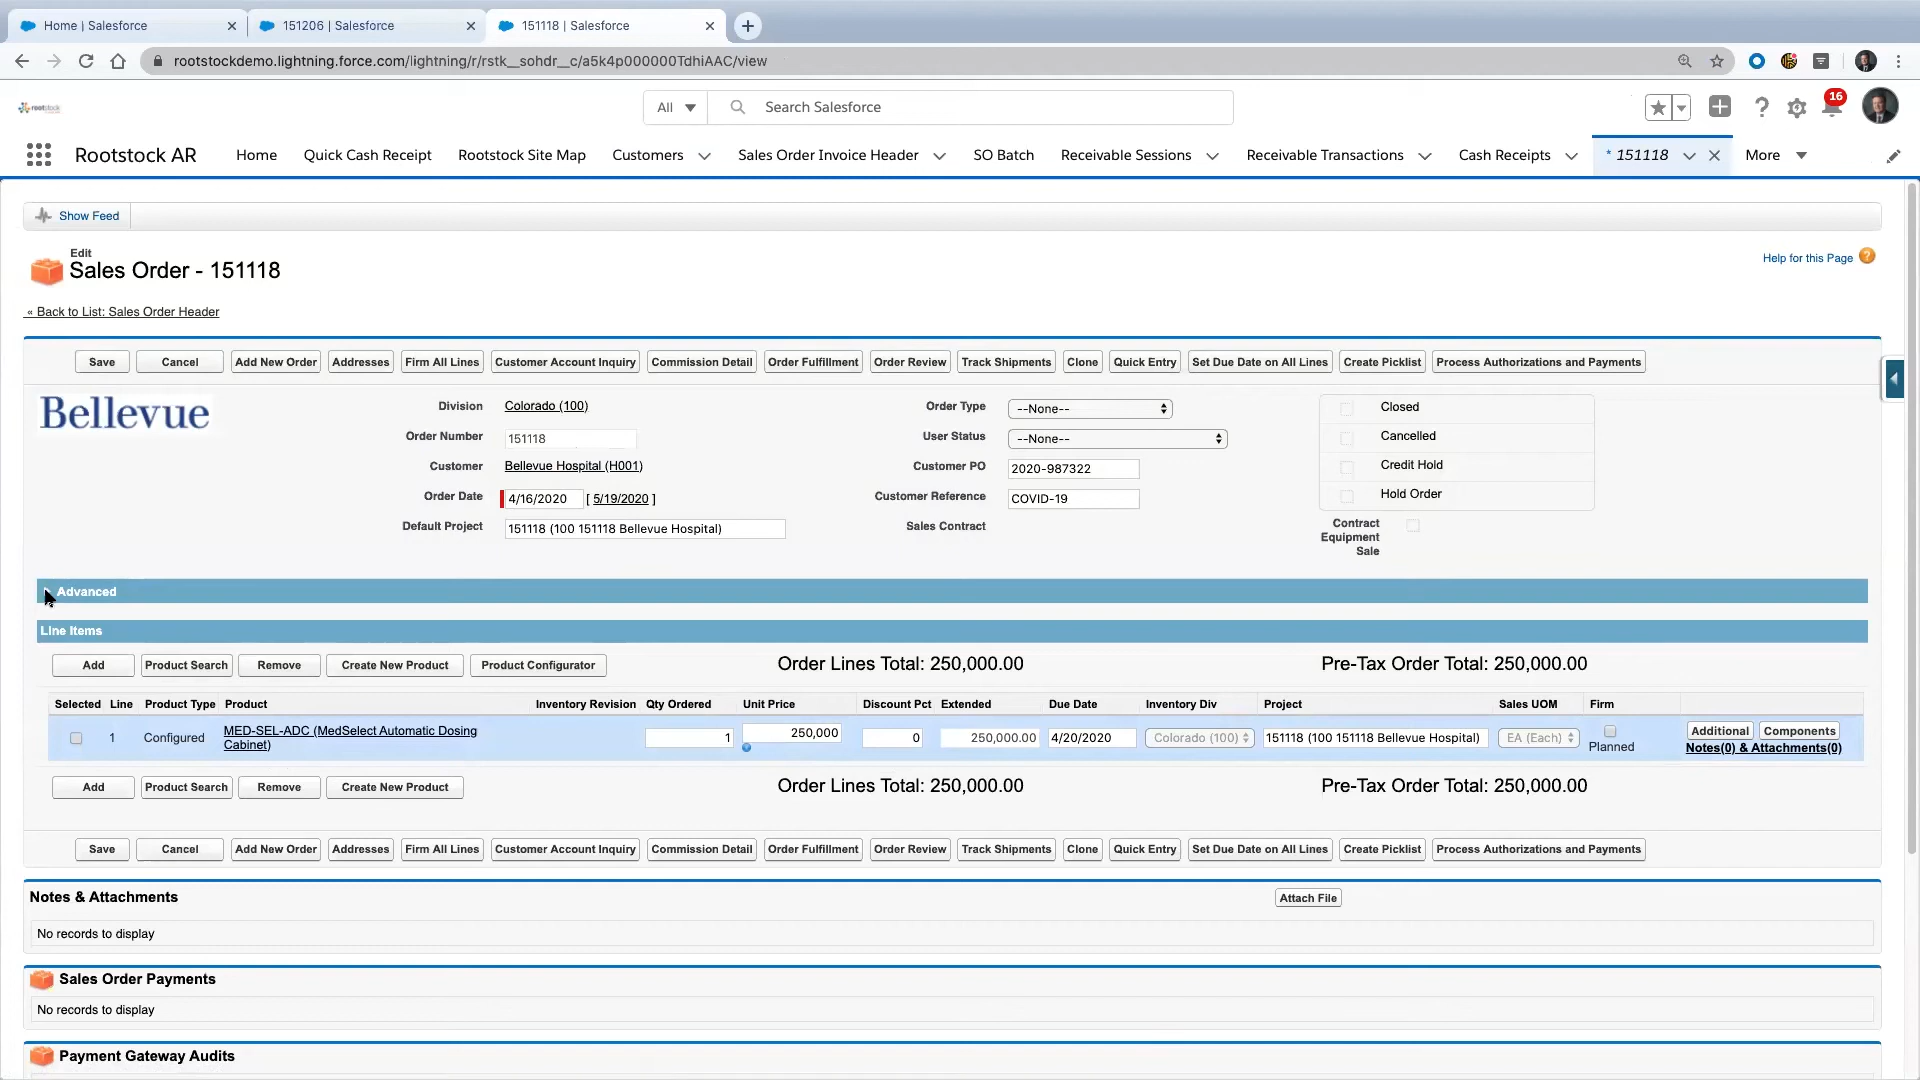 Home | Salesforce
151206 | Salesforce
151118 | Salesforce
rootstockdemo.lightning.force.com/lightning/r/rstk__sohdr__c/a5k4p000000TdhiAAC/view
rootstock
All
Search Salesforce
16
Rootstock AR
Home
Quick Cash Receipt
Rootstock Site Map
Customers
Sales Order Invoice Header
SO Batch
Receivable Sessions
Receivable Transactions
Cash Receipts
* 151118
More
Show Feed
Edit
Sales Order - 151118
Help for this Page
« Back to List: Sales Order Header
Save Cancel Add New Order Addresses Firm All Lines Customer Account Inquiry Commission Detail Order Fulfillment Order Review Track Shipments Clone Quick Entry Set Due Date on All Lines Create Picklist Process Authorizations and Payments
Bellevue
Division Colorado (100)
Order Number 151118
Customer Bellevue Hospital (H001)
Order Date 4/16/2020 [ 5/19/2020 ]
Default Project 151118 (100 151118 Bellevue Hospital)
Order Type --None--
User Status --None--
Customer PO 2020-987322
Customer Reference COVID-19
Sales Contract
Closed
Cancelled
Credit Hold
Hold Order
Contract
Equipment
Sale
Advanced
Line Items
Add Product Search Remove Create New Product Product Configurator Order Lines Total: 250,000.00 Pre-Tax Order Total: 250,000.00
Selected Line Product Type Product Inventory Revision Qty Ordered Unit Price Discount Pct Extended Due Date Inventory Div Project Sales UOM Firm
1 Configured MED-SEL-ADC (MedSelect Automatic Dosing
Cabinet)
1 250,000 0 250,000.00 4/20/2020 Colorado (100) 151118 (100 151118 Bellevue Hospital) EA (Each)
Planned
Additional Components
Notes(0) & Attachments(0)
Add Product Search Remove Create New Product Order Lines Total: 250,000.00 Pre-Tax Order Total: 250,000.00
Save Cancel Add New Order Addresses Firm All Lines Customer Account Inquiry Commission Detail Order Fulfillment Order Review Track Shipments Clone Quick Entry Set Due Date on All Lines Create Picklist Process Authorizations and Payments
Notes & Attachments
Attach File
No records to display
Sales Order Payments
No records to display
Payment Gateway Audits